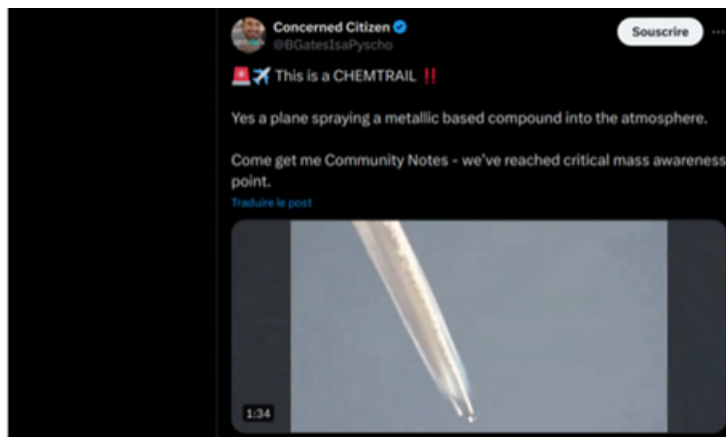 Concerned Citizen
@BGatesIsaPyscho
Souscrire
🚨✈️ This is a CHEMTRAIL ‼️
Yes a plane spraying a metallic based compound into the atmosphere.
Come get me Community Notes - we've reached critical mass awareness
point.
Traduire le post
1:34